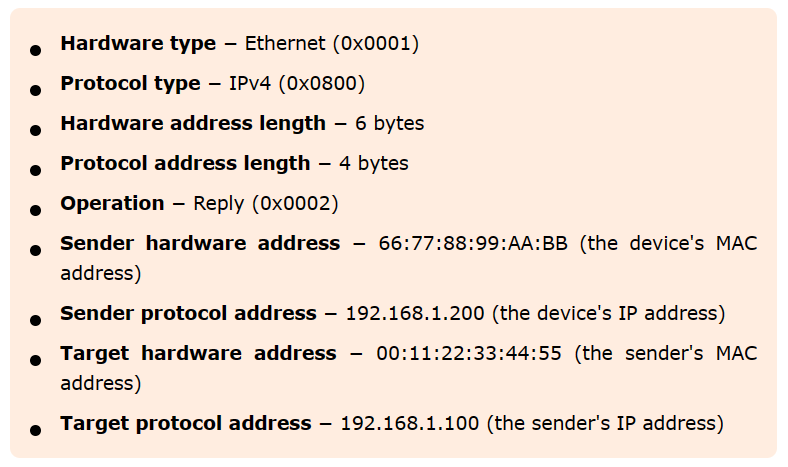 Hardware type − Ethernet (0x0001)
Protocol type − IPv4 (0x0800)
Hardware address length − 6 bytes
Protocol address length − 4 bytes
Operation − Reply (0x0002)
Sender hardware address − 66:77:88:99:AA:BB (the device's MAC
address)
Sender protocol address − 192.168.1.200 (the device's IP address)
Target hardware address − 00:11:22:33:44:55 (the sender's MAC
address)
Target protocol address − 192.168.1.100 (the sender's IP address)